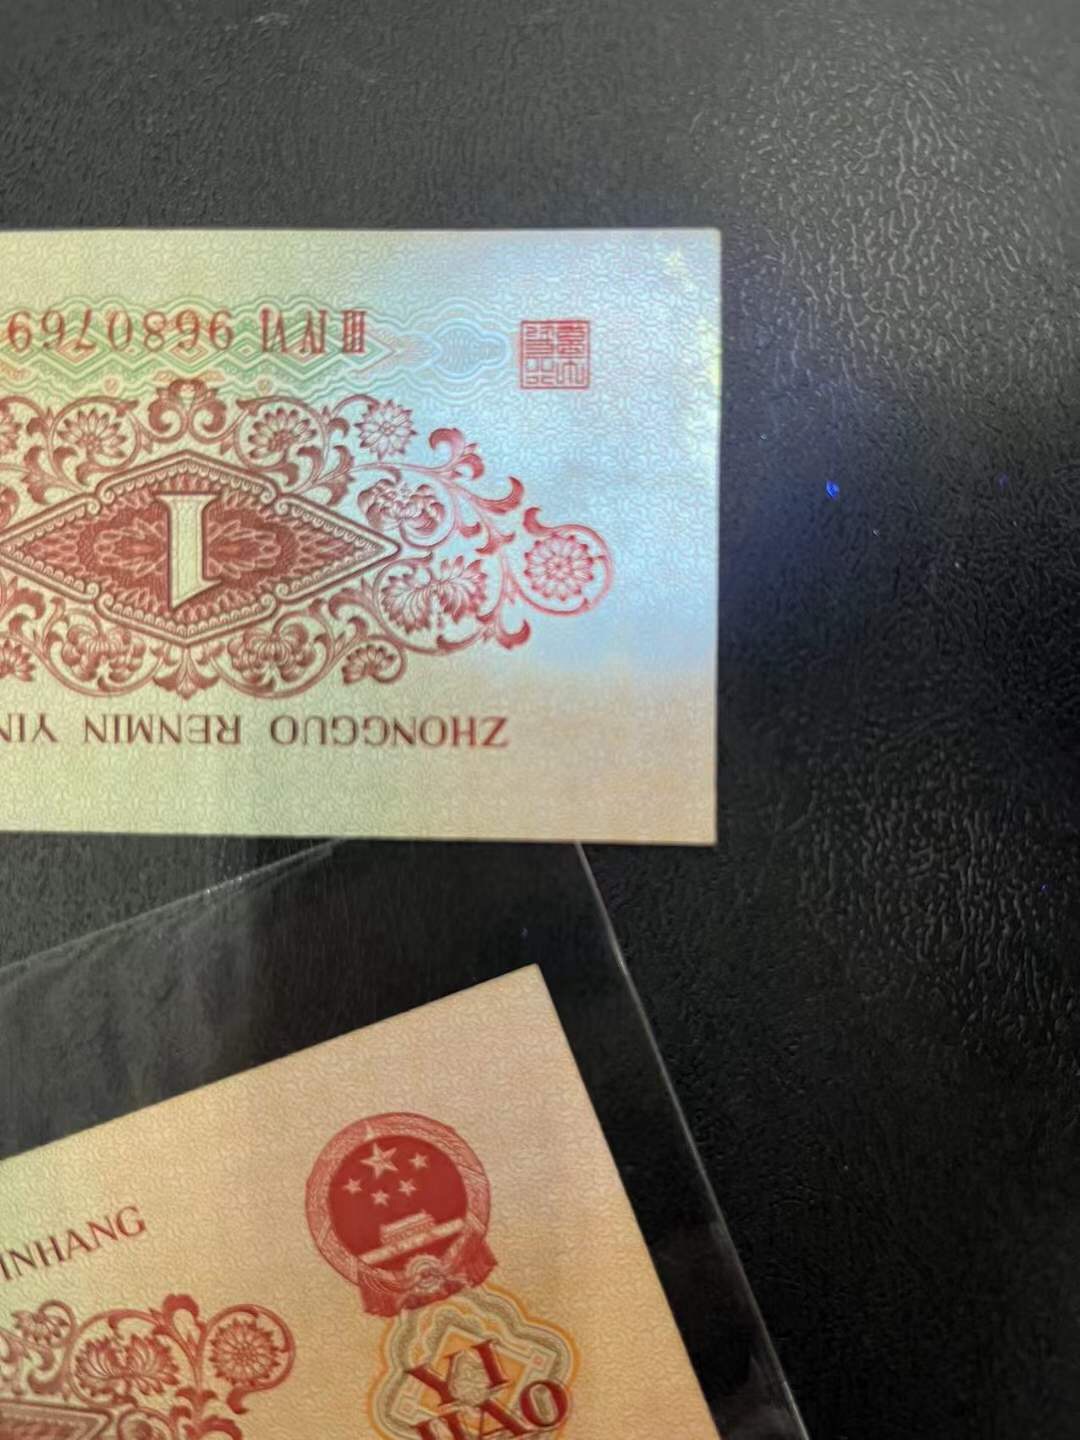 ZHONGGUO RENMIN YIN
1
III IV VI 9680769
INHANG
YI
JIAO